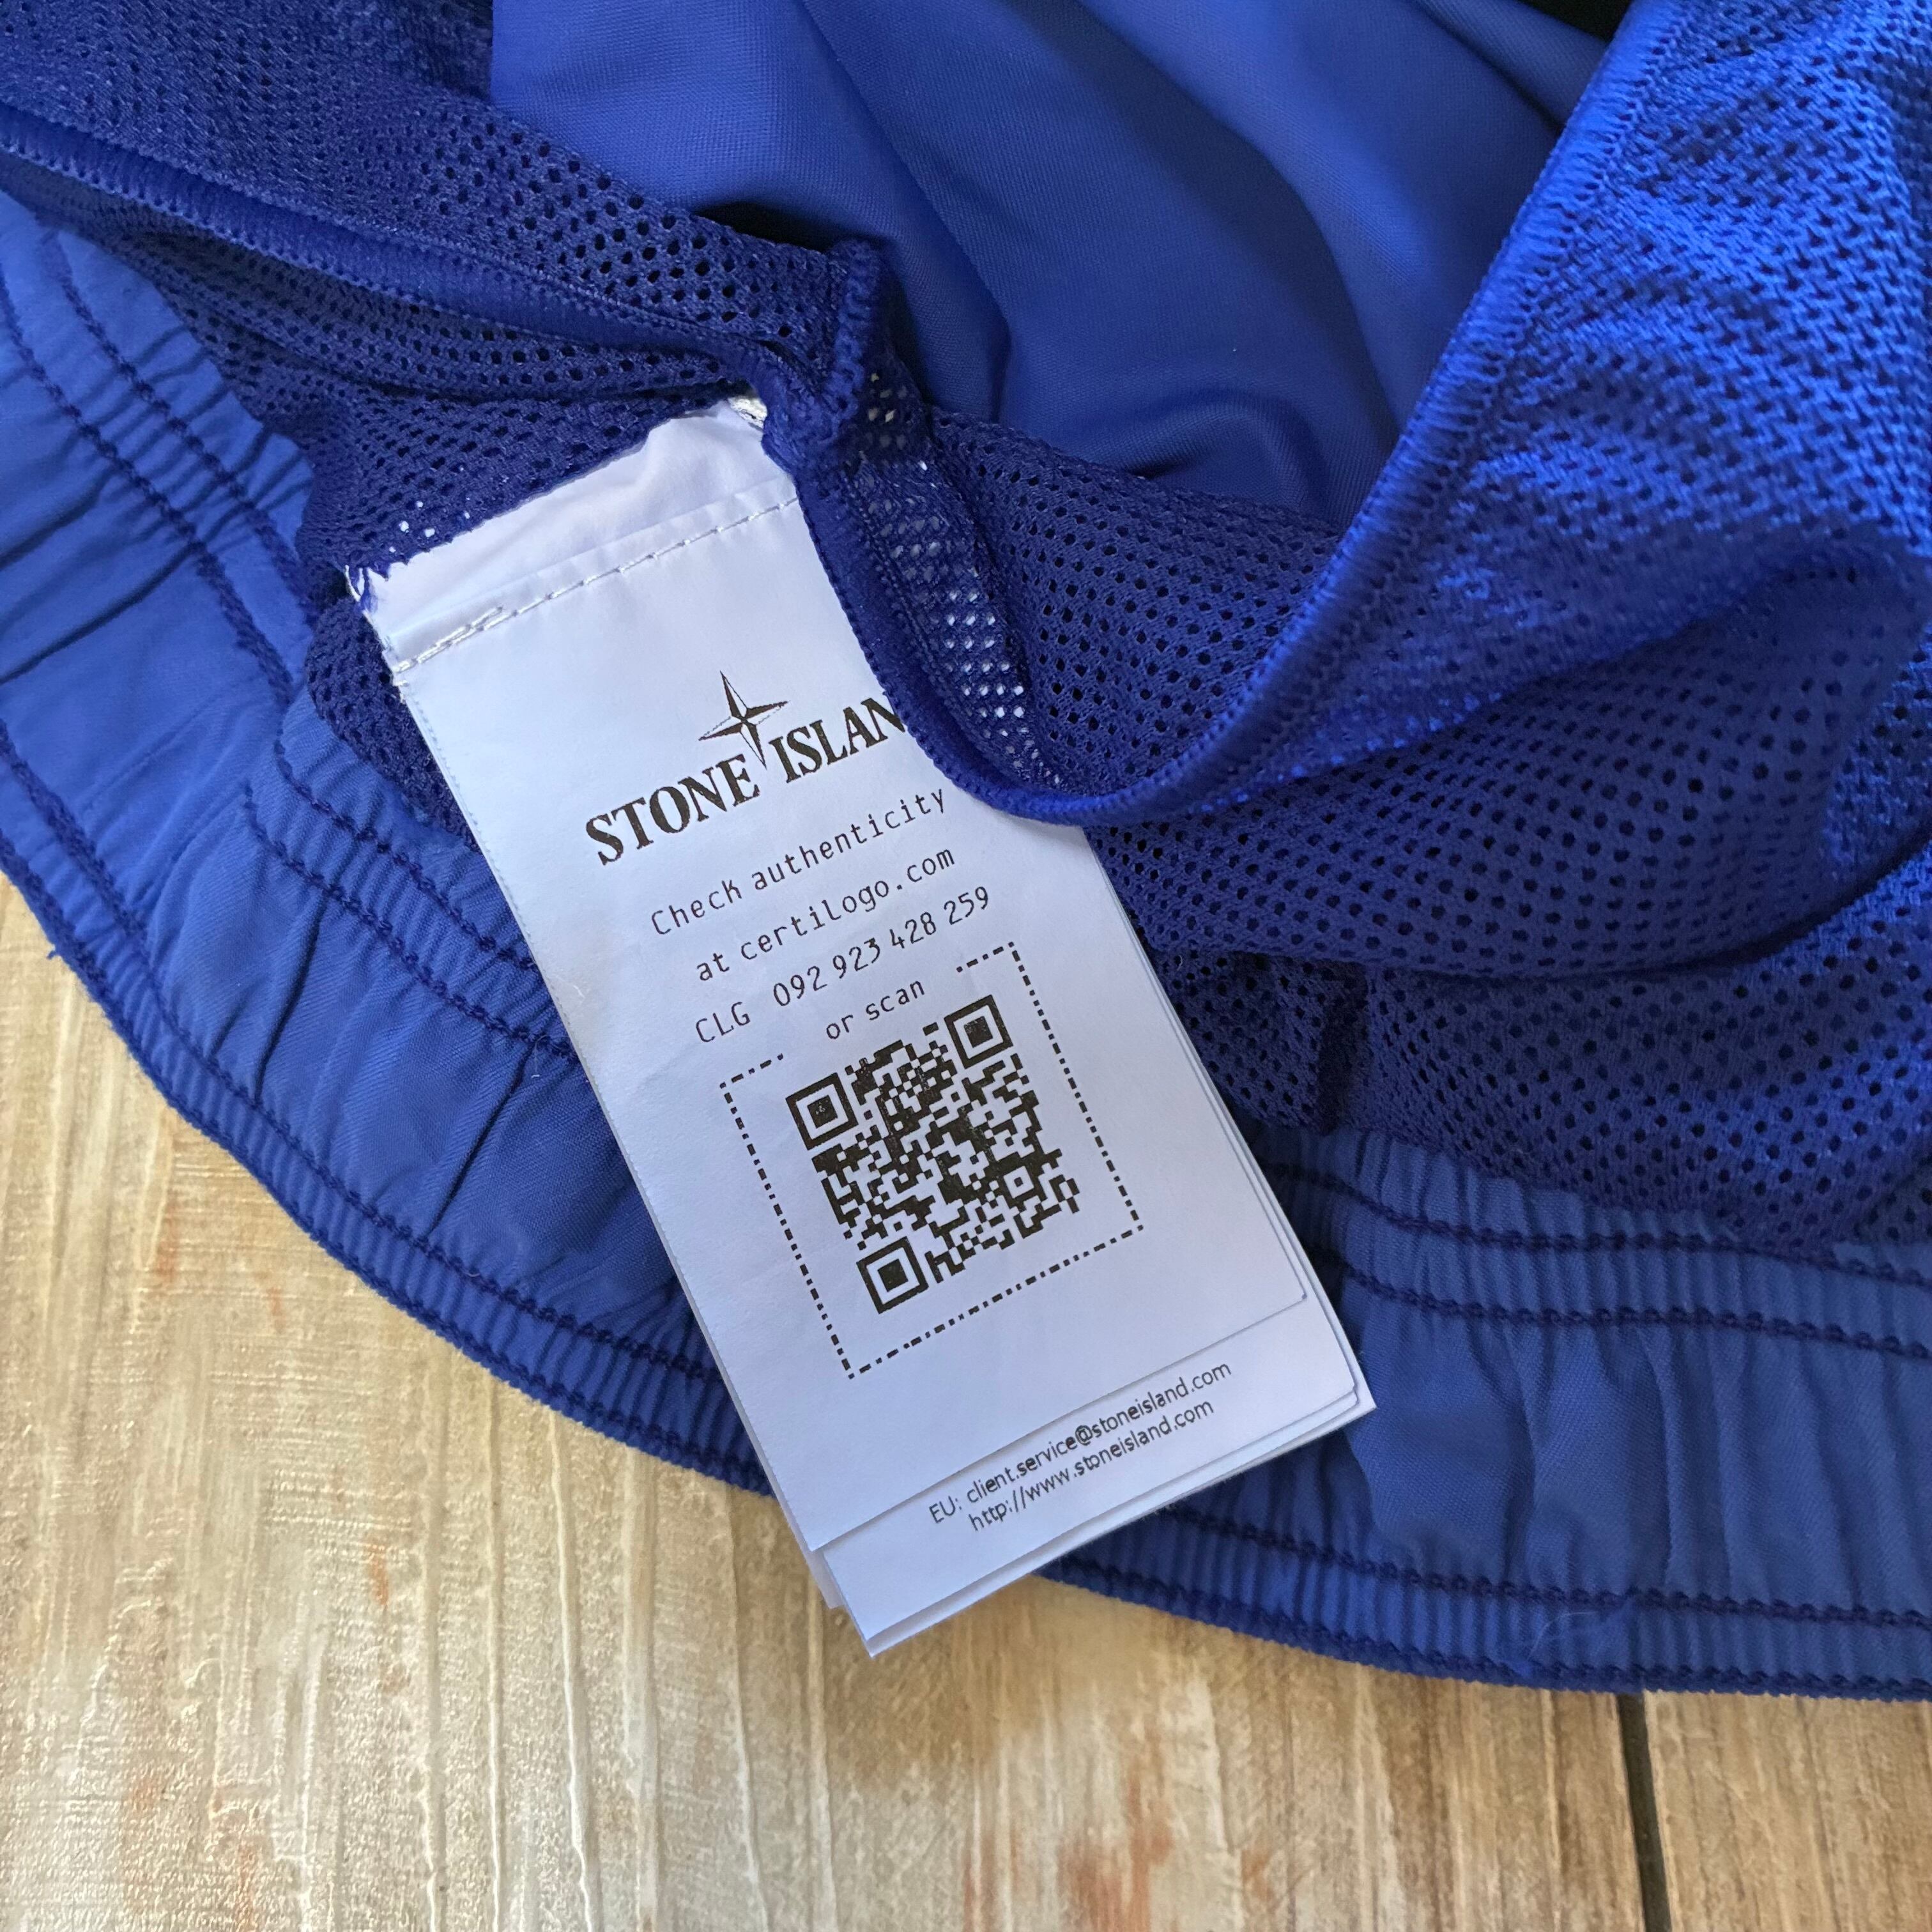 STONE ISLAN
Check authenticity
at certilogo.com
CLG 092 923 428 259
or scan
EU: client.service@stoneisland.com
http://www.stoneisland.com